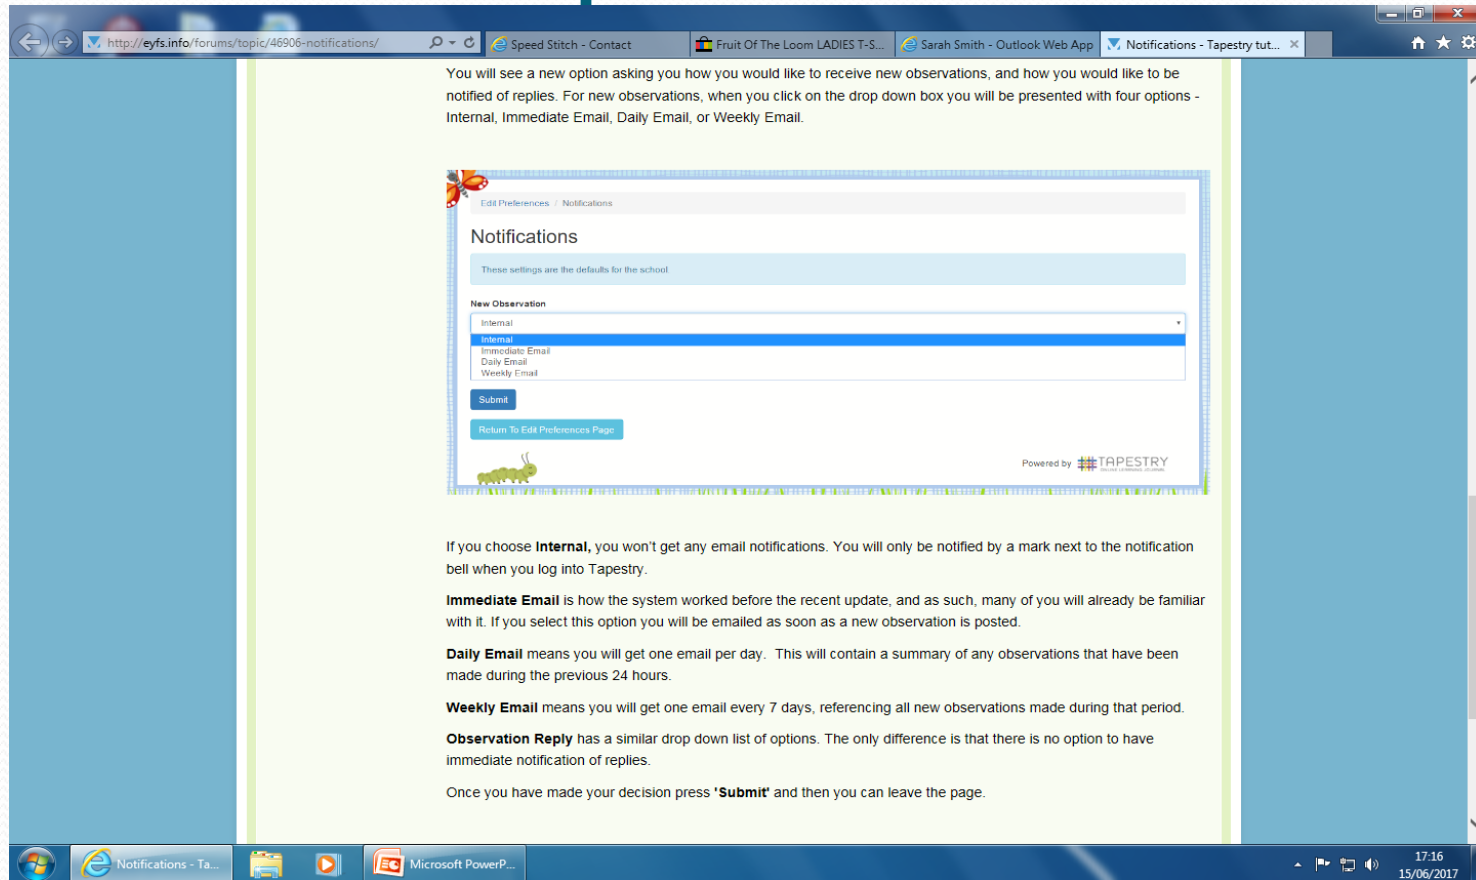 http://eyfs.info/forums/topic/46906-notifications/
Speed Stitch - Contact
Fruit Of The Loom LADIES T-S...
Sarah Smith - Outlook Web App
Notifications - Tapestry tut...
You will see a new option asking you how you would like to receive new observations, and how you would like to be
notified of replies. For new observations, when you click on the drop down box you will be presented with four options -
Internal, Immediate Email, Daily Email, or Weekly Email.
Edit Preferences / Notifications
Notifications
These settings are the defaults for the school
New Observation
Internal
Internal
Immediate Email
Daily Email
Weekly Email
Submit
Return To Edit Preferences Page
Powered by TAPESTRY
If you choose Internal, you won't get any email notifications. You will only be notified by a mark next to the notification
bell when you log into Tapestry.
Immediate Email is how the system worked before the recent update, and as such, many of you will already be familiar
with it. If you select this option you will be emailed as soon as a new observation is posted.
Daily Email means you will get one email per day. This will contain a summary of any observations that have been
made during the previous 24 hours.
Weekly Email means you will get one email every 7 days, referencing all new observations made during that period.
Observation Reply has a similar drop down list of options. The only difference is that there is no option to have
immediate notification of replies.
Once you have made your decision press 'Submit' and then you can leave the page.
Notifications - Ta...
Microsoft PowerP...
17:16
15/06/2017